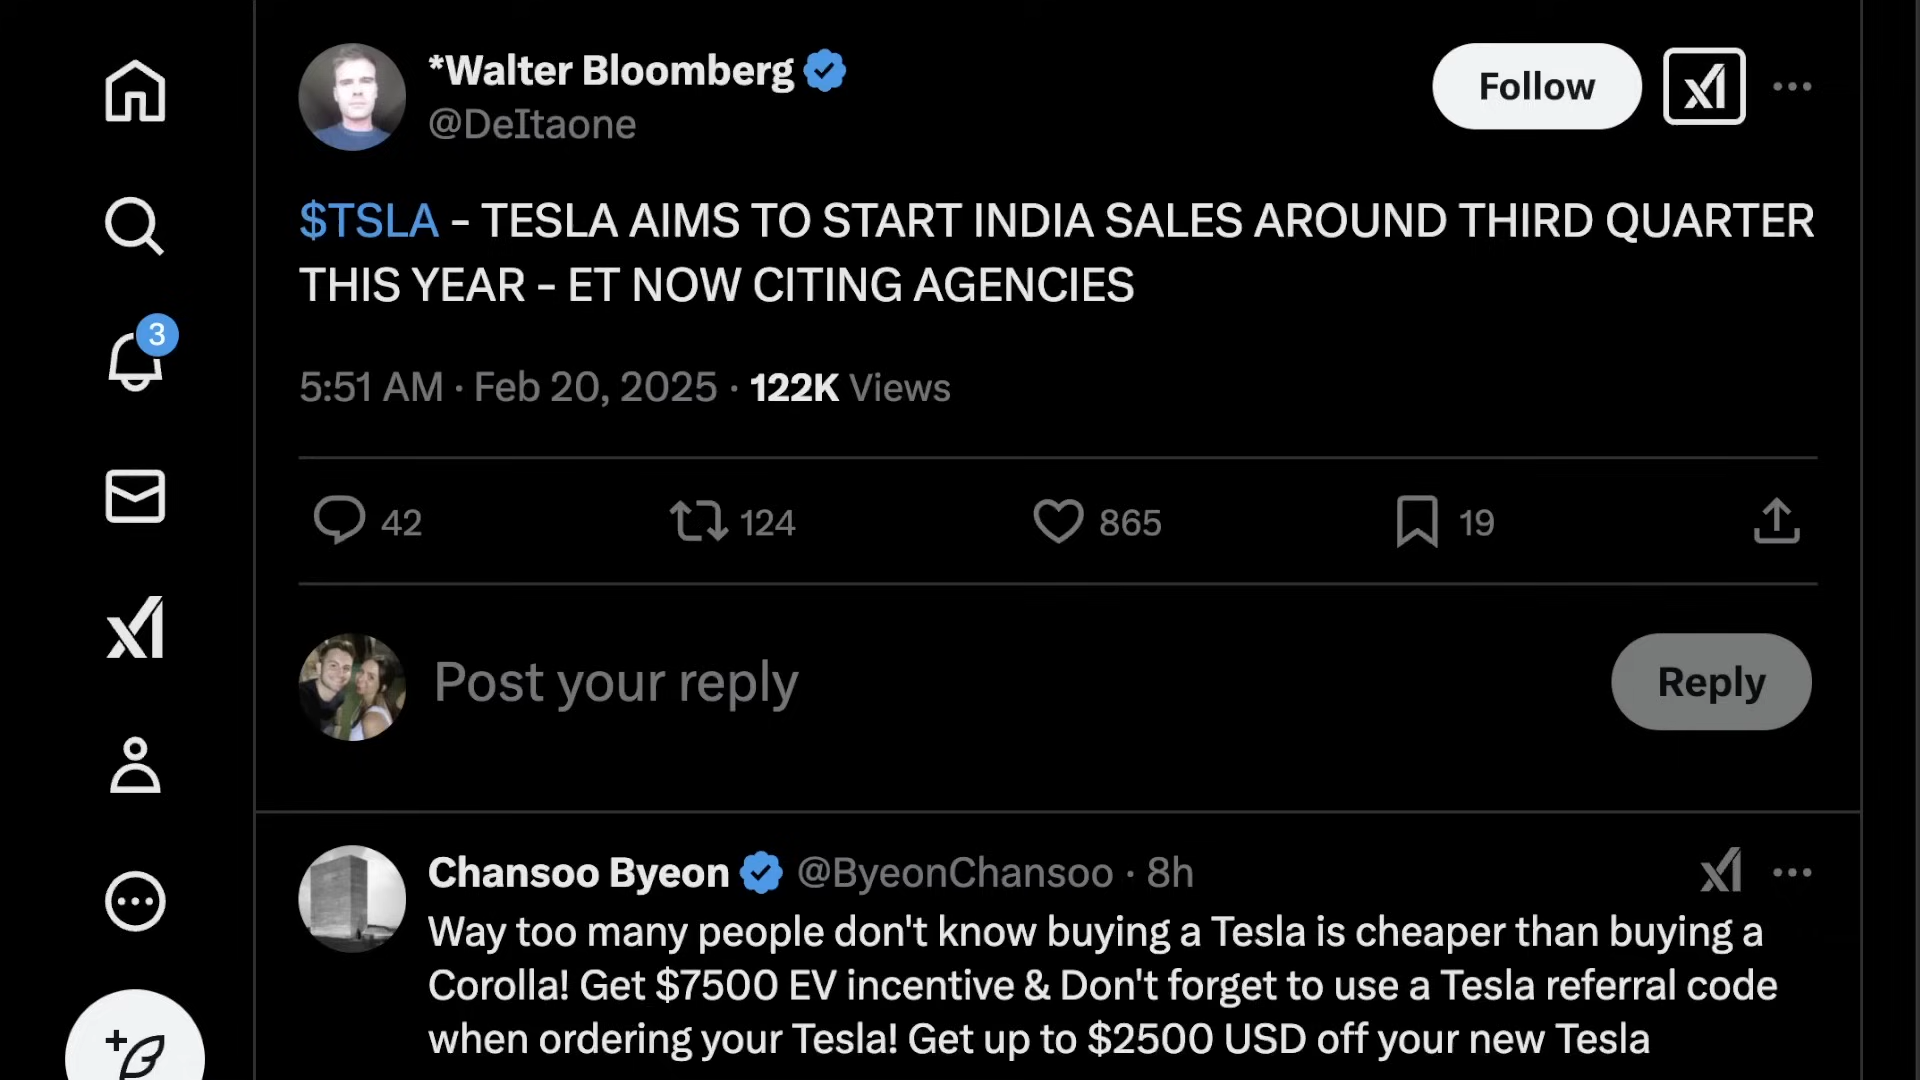 *Walter Bloomberg
Follow
@DeItaone
$TSLA - TESLA AIMS TO START INDIA SALES AROUND THIRD QUARTER
THIS YEAR - ET NOW CITING AGENCIES
3
5:51 AM · Feb 20, 2025 · 122K Views
42 124 865 19
Post your reply
Reply
Chansoo Byeon @ByeonChansoo · 8h
Way too many people don't know buying a Tesla is cheaper than buying a
Corolla! Get $7500 EV incentive & Don't forget to use a Tesla referral code
when ordering your Tesla! Get up to $2500 USD off your new Tesla